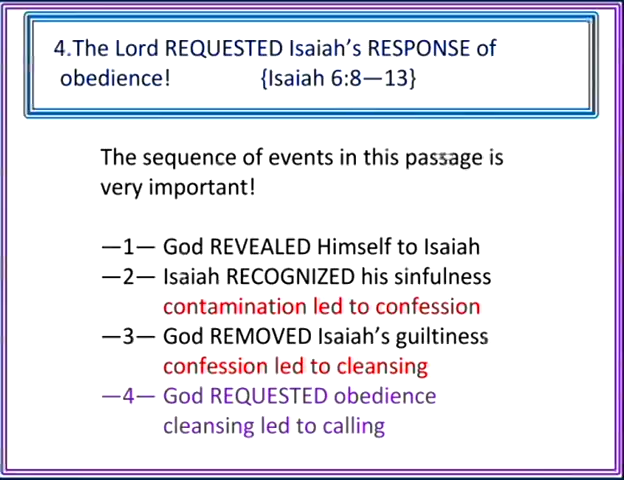 4.The Lord REQUESTED Isaiah's RESPONSE of
obedience! {Isaiah 6:8—13}
The sequence of events in this passage is
very important!
—1— God REVEALED Himself to Isaiah
—2— Isaiah RECOGNIZED his sinfulness
contamination led to confession
—3— God REMOVED Isaiah's guiltiness
confession led to cleansing
—4— God REQUESTED obedience
cleansing led to calling